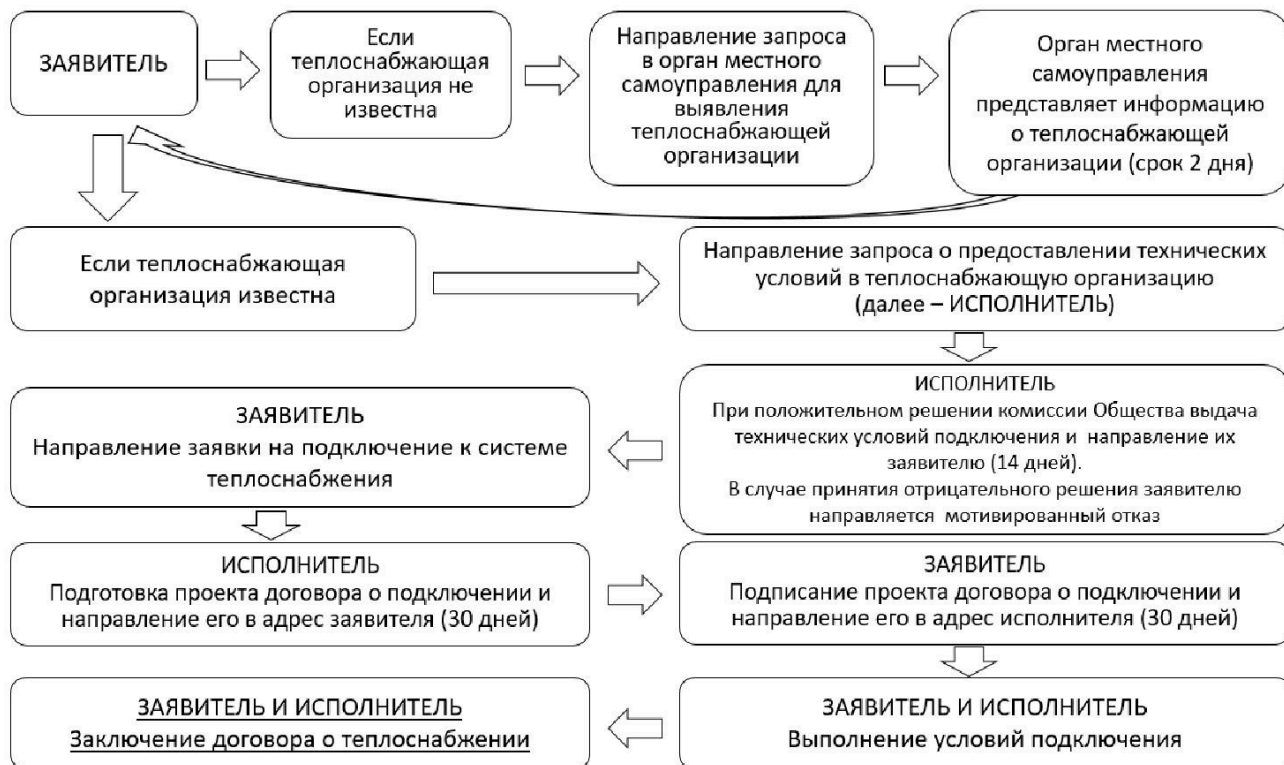 ЗАЯВИТЕЛЬ
Если
теплоснабжающая
организация не
известна
Направление запроса
в орган местного
самоуправления для
выявления
теплоснабжающей
организации
Орган местного
самоуправления
представляет информацию
о теплоснабжающей
организации (срок 2 дня)
Если теплоснабжающая
организация известна
Направление запроса о предоставлении технических
условий в теплоснабжающую организацию
(далее – ИСПОЛНИТЕЛЬ)
ИСПОЛНИТЕЛЬ
При положительном решении комиссии Общества выдача
технических условий подключения и направление их
заявителю (14 дней).
В случае принятия отрицательного решения заявителю
направляется мотивированный отказ
ЗАЯВИТЕЛЬ
Направление заявки на подключение к системе
теплоснабжения
ИСПОЛНИТЕЛЬ
Подготовка проекта договора о подключении и
направление его в адрес заявителя (30 дней)
ЗАЯВИТЕЛЬ
Подписание проекта договора о подключении и
направление его в адрес исполнителя (30 дней)
ЗАЯВИТЕЛЬ И ИСПОЛНИТЕЛЬ
Выполнение условий подключения
ЗАЯВИТЕЛЬ И ИСПОЛНИТЕЛЬ
Заключение договора о теплоснабжении